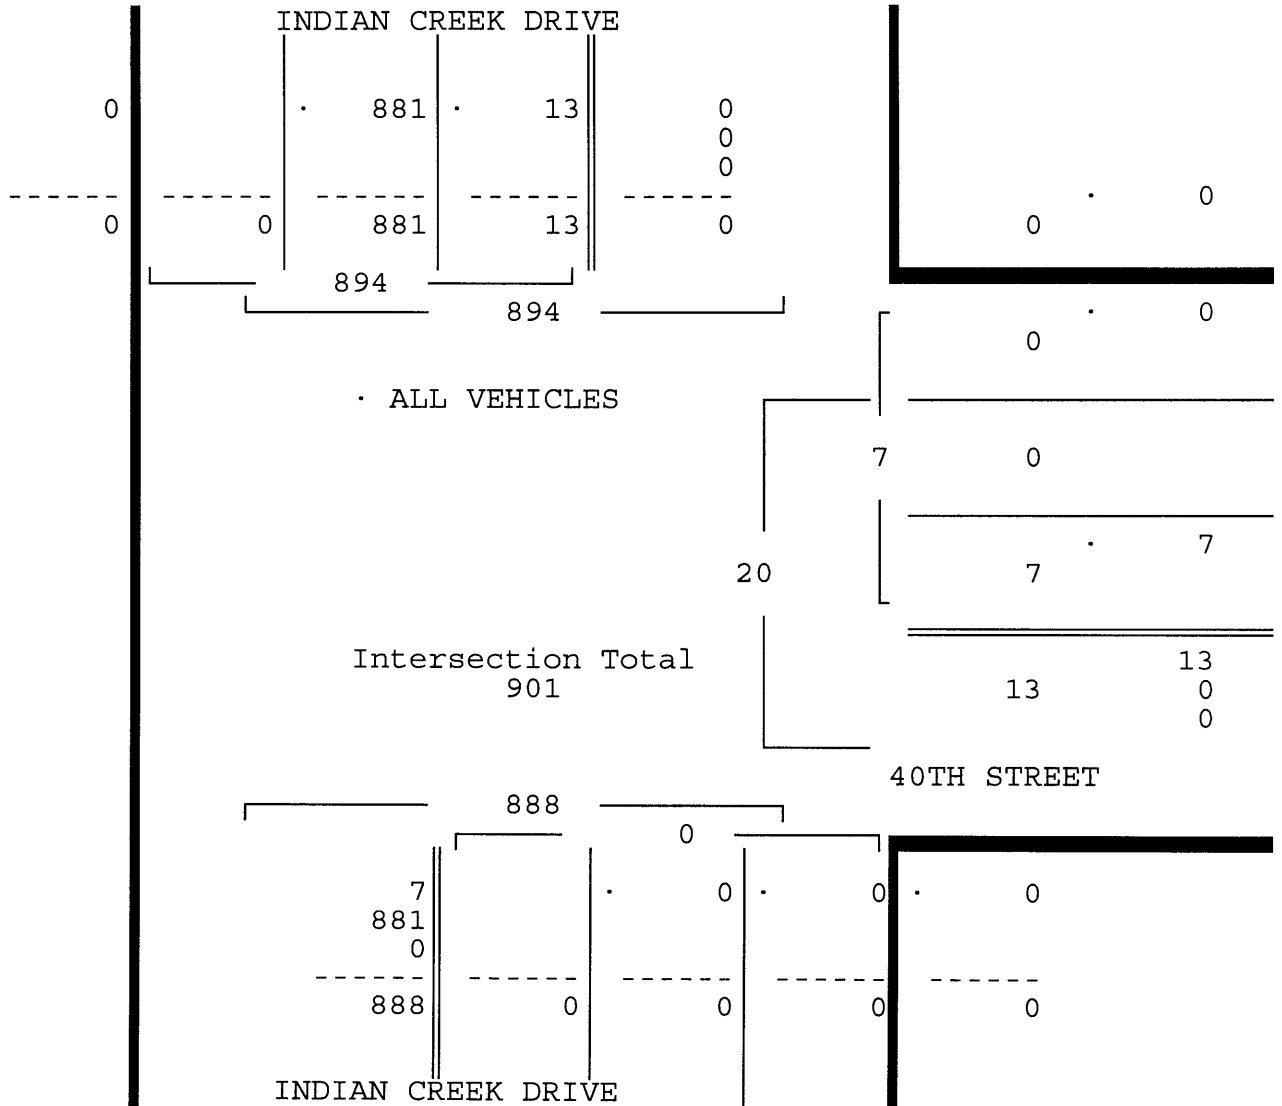 INDIAN CREEK DRIVE
0 · 881 · 13 0
0
0
------ ------ ------ ------ ------ · 0
0 0 881 13 0 0
894
894 · 0
0
· ALL VEHICLES
7 0
· 7
20 7
Intersection Total 13
901 13 0
0
40TH STREET
888
0
7 · 0 · 0 · 0
881
0
------ ------ ------ ------ ------
888 0 0 0 0
INDIAN CREEK DRIVE